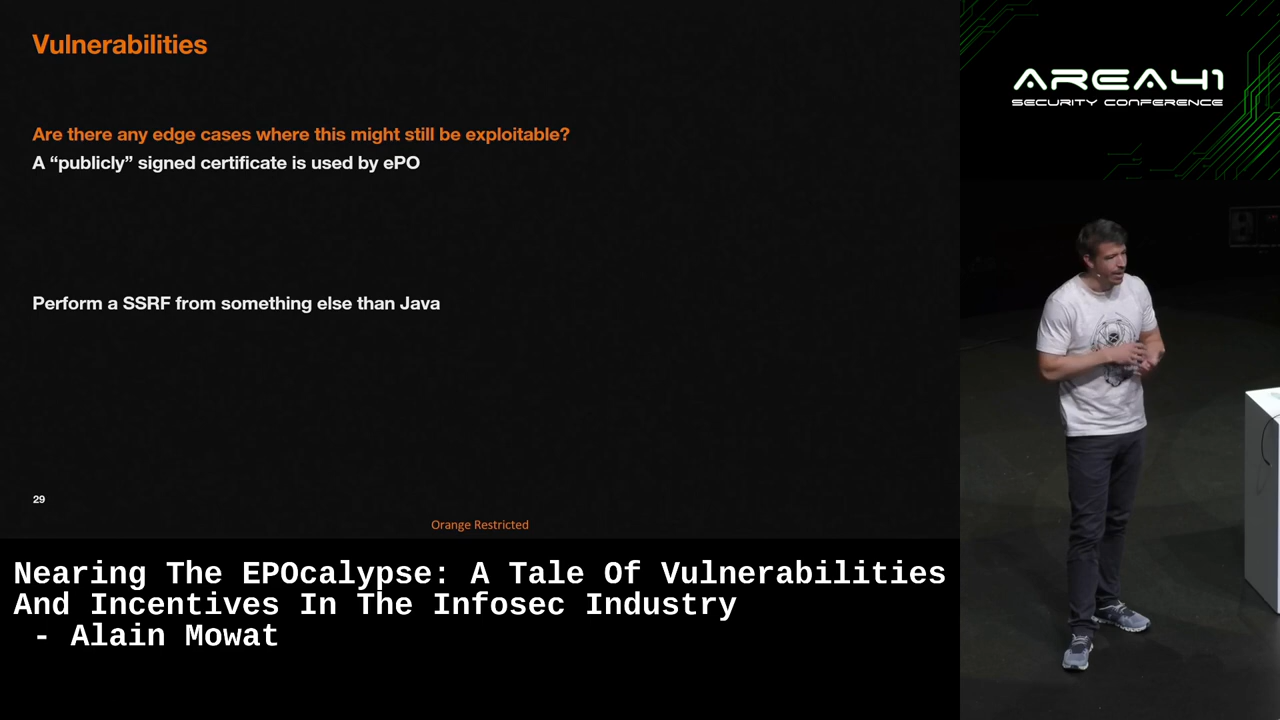 Vulnerabilities
Are there any edge cases where this might still be exploitable?
A “publicly” signed certificate is used by ePO
Perform a SSRF from something else than Java
29
Orange Restricted
AREA41
SECURITY CONFERENCE
Nearing The EPOcalypse: A Tale Of Vulnerabilities
And Incentives In The Infosec Industry
- Alain Mowat